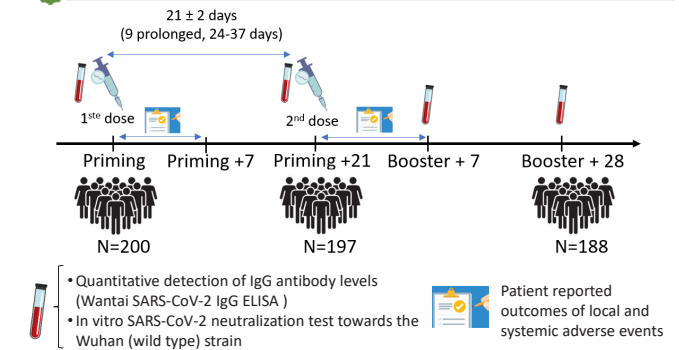 21 ± 2 days
(9 prolonged, 24-37 days)
1ste dose
2nd dose
Priming
Priming +7
Priming +21
Booster + 7
Booster + 28
N=200
N=197
N=188
• Quantitative detection of IgG antibody levels
(Wantai SARS-CoV-2 IgG ELISA )
• In vitro SARS-CoV-2 neutralization test towards the
Wuhan (wild type) strain
Patient reported
outcomes of local and
systemic adverse events